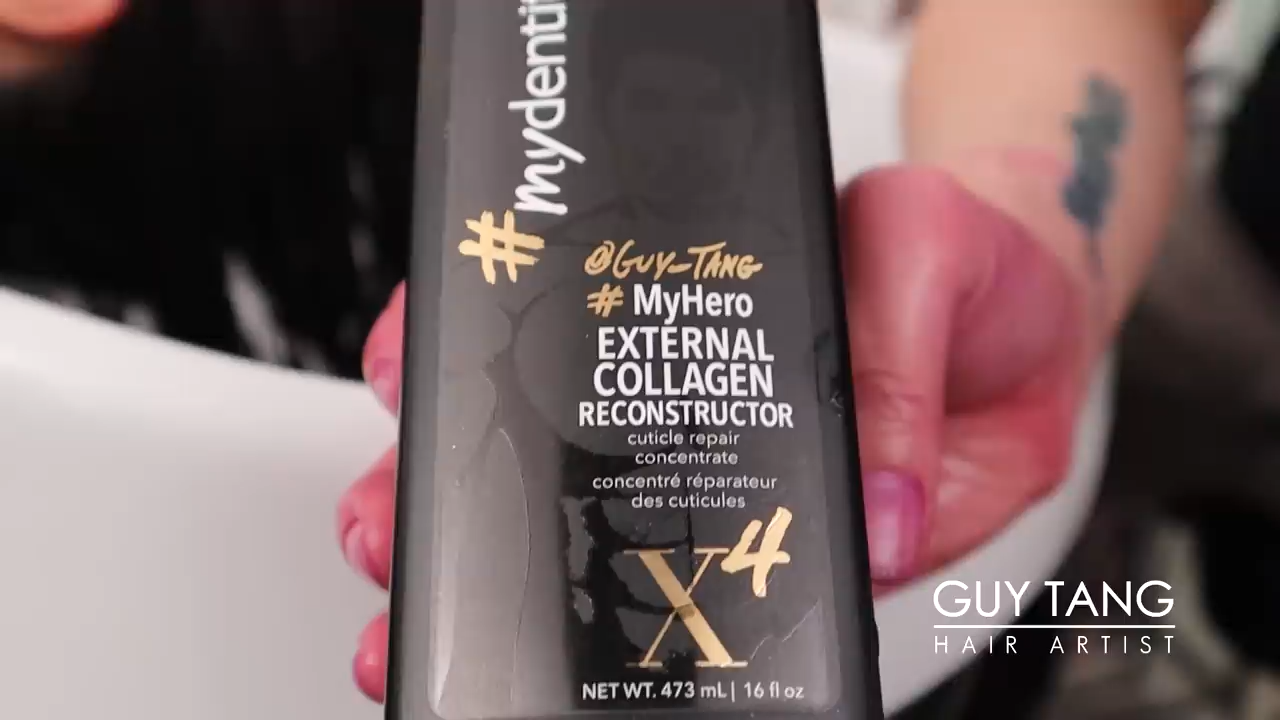 #mydentit
@GUY_TANG
# MyHero
EXTERNAL
COLLAGEN
RECONSTRUCTOR
cuticle repair
concentrate
concentré réparateur
des cuticules
X4
NET WT. 473 mL | 16 fl oz
GUY TANG
HAIR ARTIST